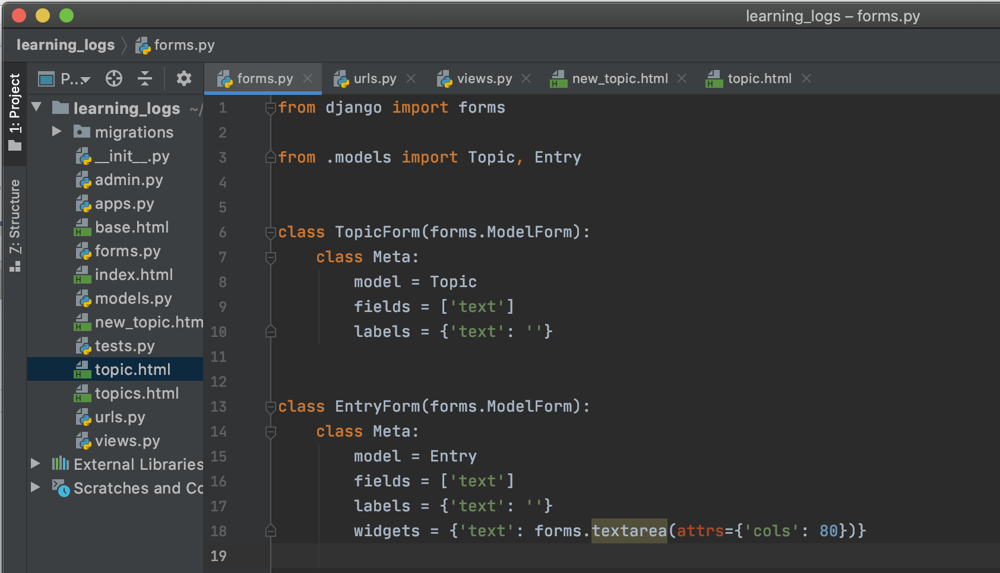 learning_logs – forms.py
learning_logs forms.py
1: Project
7: Structure
P...
forms.py urls.py views.py new_topic.html topic.html
learning_logs ~/
migrations
__init__.py
admin.py
apps.py
base.html
forms.py
index.html
models.py
new_topic.htm
tests.py
topic.html
topics.html
urls.py
views.py
External Libraries
Scratches and Co
1 from django import forms
2
3 from .models import Topic, Entry
4
5
6 class TopicForm(forms.ModelForm):
7     class Meta:
8         model = Topic
9         fields = ['text']
10         labels = {'text': ''}
11
12
13 class EntryForm(forms.ModelForm):
14     class Meta:
15         model = Entry
16         fields = ['text']
17         labels = {'text': ''}
18         widgets = {'text': forms.textarea(attrs={'cols': 80})}
19